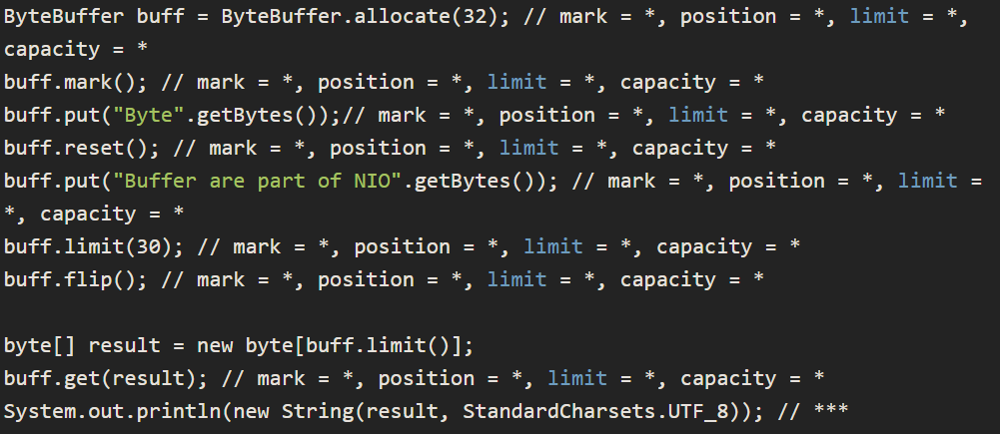 ByteBuffer buff = ByteBuffer.allocate(32); // mark = *, position = *, limit = *,
capacity = *
buff.mark(); // mark = *, position = *, limit = *, capacity = *
buff.put("Byte".getBytes());// mark = *, position = *, limit = *, capacity = *
buff.reset(); // mark = *, position = *, limit = *, capacity = *
buff.put("Buffer are part of NIO".getBytes()); // mark = *, position = *, limit =
*, capacity = *
buff.limit(30); // mark = *, position = *, limit = *, capacity = *
buff.flip(); // mark = *, position = *, limit = *, capacity = *

byte[] result = new byte[buff.limit()];
buff.get(result); // mark = *, position = *, limit = *, capacity = *
System.out.println(new String(result, StandardCharsets.UTF_8)); // ***